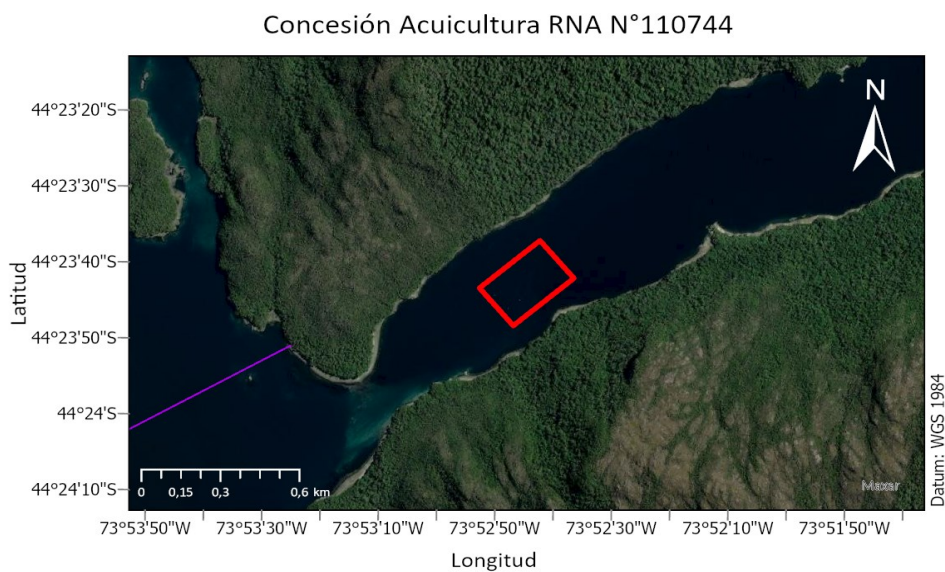 Concesión Acuicultura RNA N°110744
N
44°23'20"S
44°23'30"S
44°23'40"S
44°23'50"S
44°24'S
44°24'10"S
Latitud
0 0,15 0,3 0,6 km
Maxar
Datum: WGS 1984
73°53'50"W 73°53'30"W 73°53'10"W 73°52'50"W 73°52'30"W 73°52'10"W 73°51'50"W
Longitud